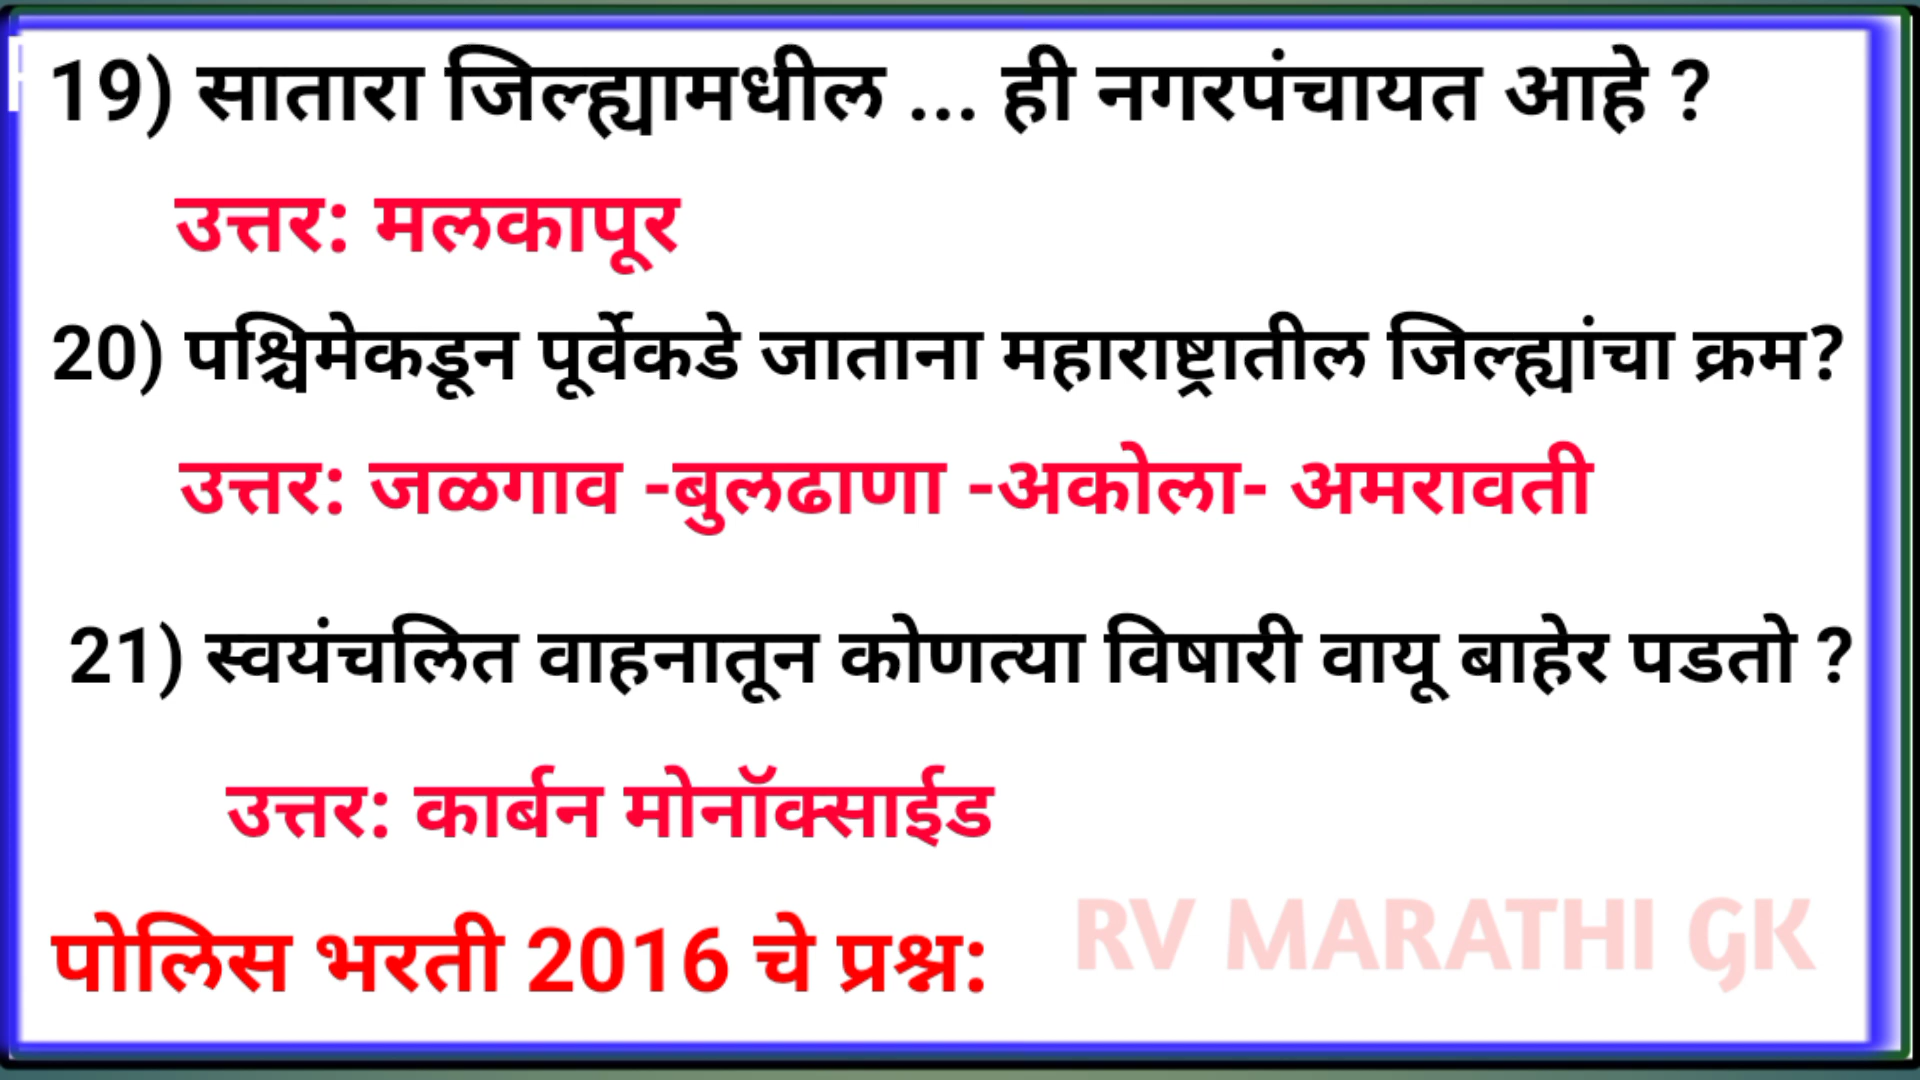 19) सातारा जिल्ह्यामधील ... ही नगरपंचायत आहे ?
उत्तर: मलकापूर
20) पश्चिमेकडून पूर्वेकडे जाताना महाराष्ट्रातील जिल्ह्यांचा क्रम?
उत्तर: जळगाव -बुलढाणा -अकोला- अमरावती
21) स्वयंचलित वाहनातून कोणत्या विषारी वायू बाहेर पडतो ?
उत्तर: कार्बन मोनॉक्साईड
पोलिस भरती 2016 चे प्रश्न:
RV MARATHI GK